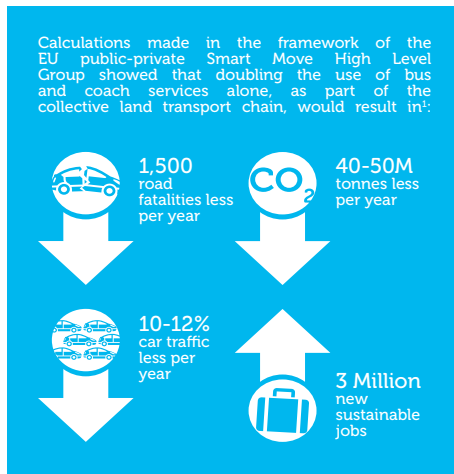 Calculations made in the framework of the
EU public-private Smart Move High Level
Group showed that doubling the use of bus
and coach services alone, as part of the
collective land transport chain, would result in¹:
1,500
road
fatalities less
per year
CO₂
40-50M
tonnes less
per year
10-12%
car traffic
less per
year
3 Million
new
sustainable
jobs